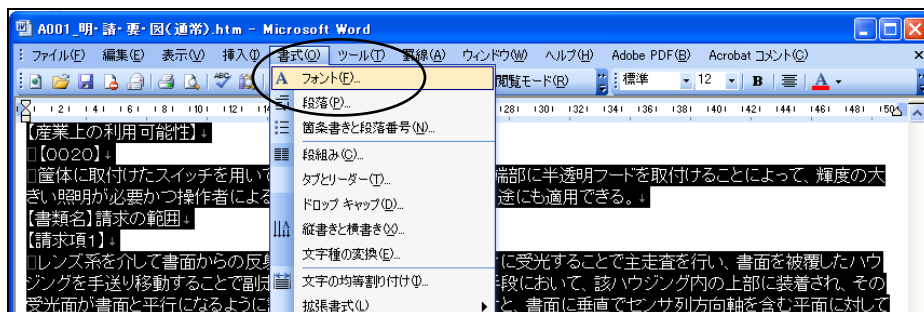 A001_明・請・要・図(通常).htm - Microsoft Word
ファイル(F) 編集(E) 表示(V) 挿入(I) 書式(O) ツール(T) 罫線(A) ウィンドウ(W) ヘルプ(H) Adobe PDF(B) Acrobat コメント(C)
フォント(F)... 閲覧モード(R) 標準 12 B A
段落(P)...
箇条書きと段落番号(N)...
段組み(C)...
タブとリーダー(T)...
ドロップ キャップ(D)...
縦書きと横書き(X)...
文字種の変換(E)...
文字の均等割り付け(I)...
拡張書式(L)
【産業上の利用可能性】↓
□【0020】↓
□筐体に取付けたスイッチを用いて 端部に半透明フードを取付けることによって、輝度の大
きい照明が必要かつ操作者による 途にも適用できる。↓
【書類名】請求の範囲↓
【請求項1】↓
□レンズ系を介して書面からの反射 に受光することで主走査を行い、書面を被覆したハウ
ジングを手送り移動することで副走 手段において、該ハウジング内の上部に装着され、その
受光面が書面と平行になるように と、書面に垂直でセンサ列方向軸を含む平面に対して